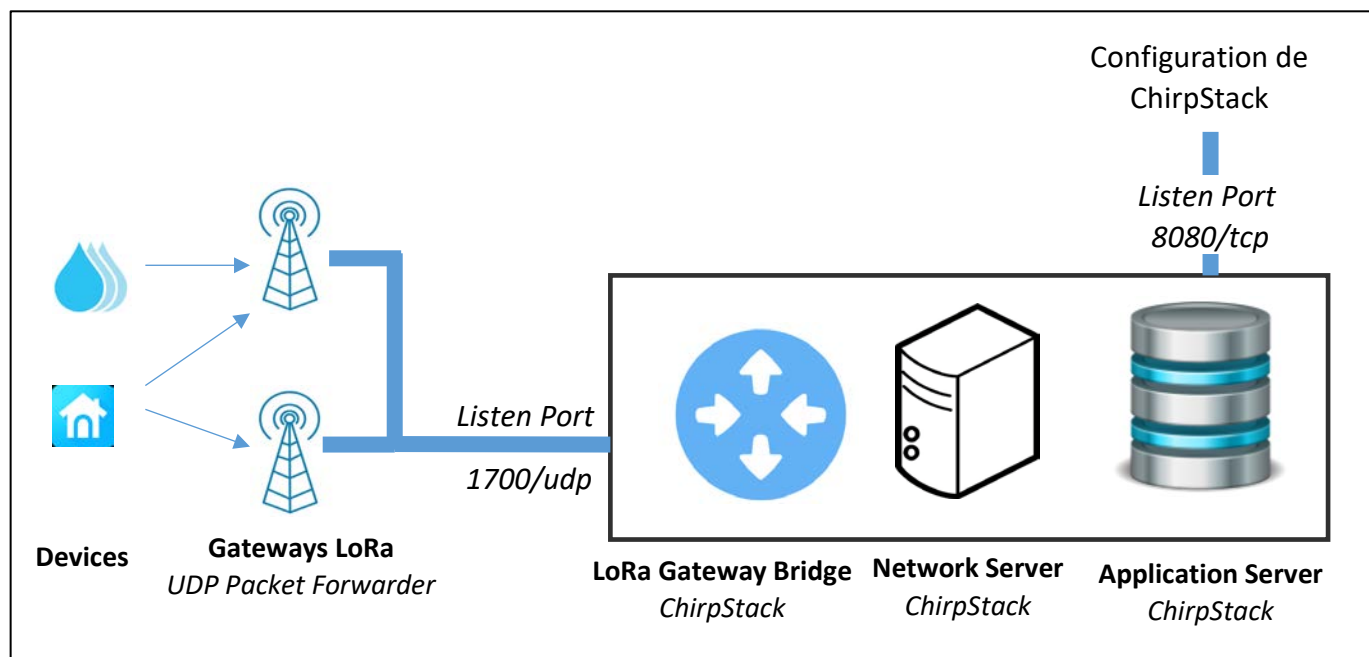 Configuration de
ChirpStack
Listen Port
8080/tcp
Listen Port
1700/udp
Devices
Gateways LoRa
UDP Packet Forwarder
LoRa Gateway Bridge
ChirpStack
Network Server
ChirpStack
Application Server
ChirpStack